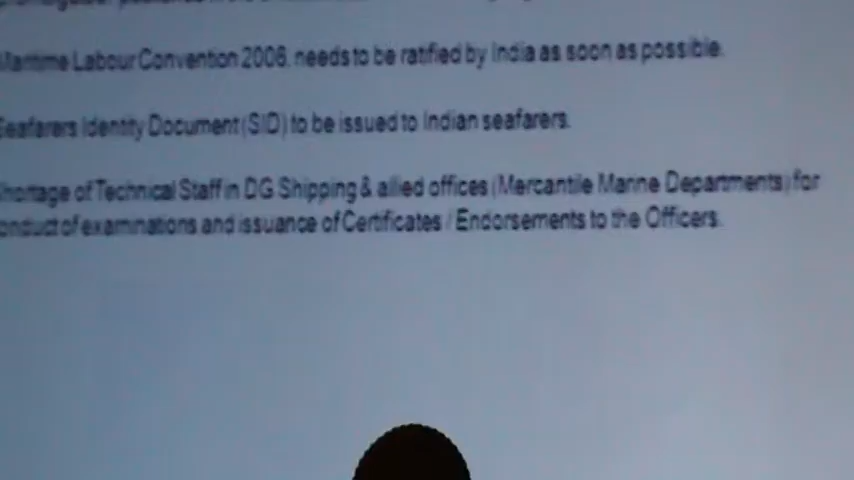 Maritime Labour Convention 2006, needs to be ratified by India as soon as possible.
Seafarers Identity Document (SID) to be issued to Indian seafarers.
Shortage of Technical Staff in DG Shipping & allied offices (Mercantile Marine Departments) for
conduct of examinations and issuance of Certificates / Endorsements to the Officers.